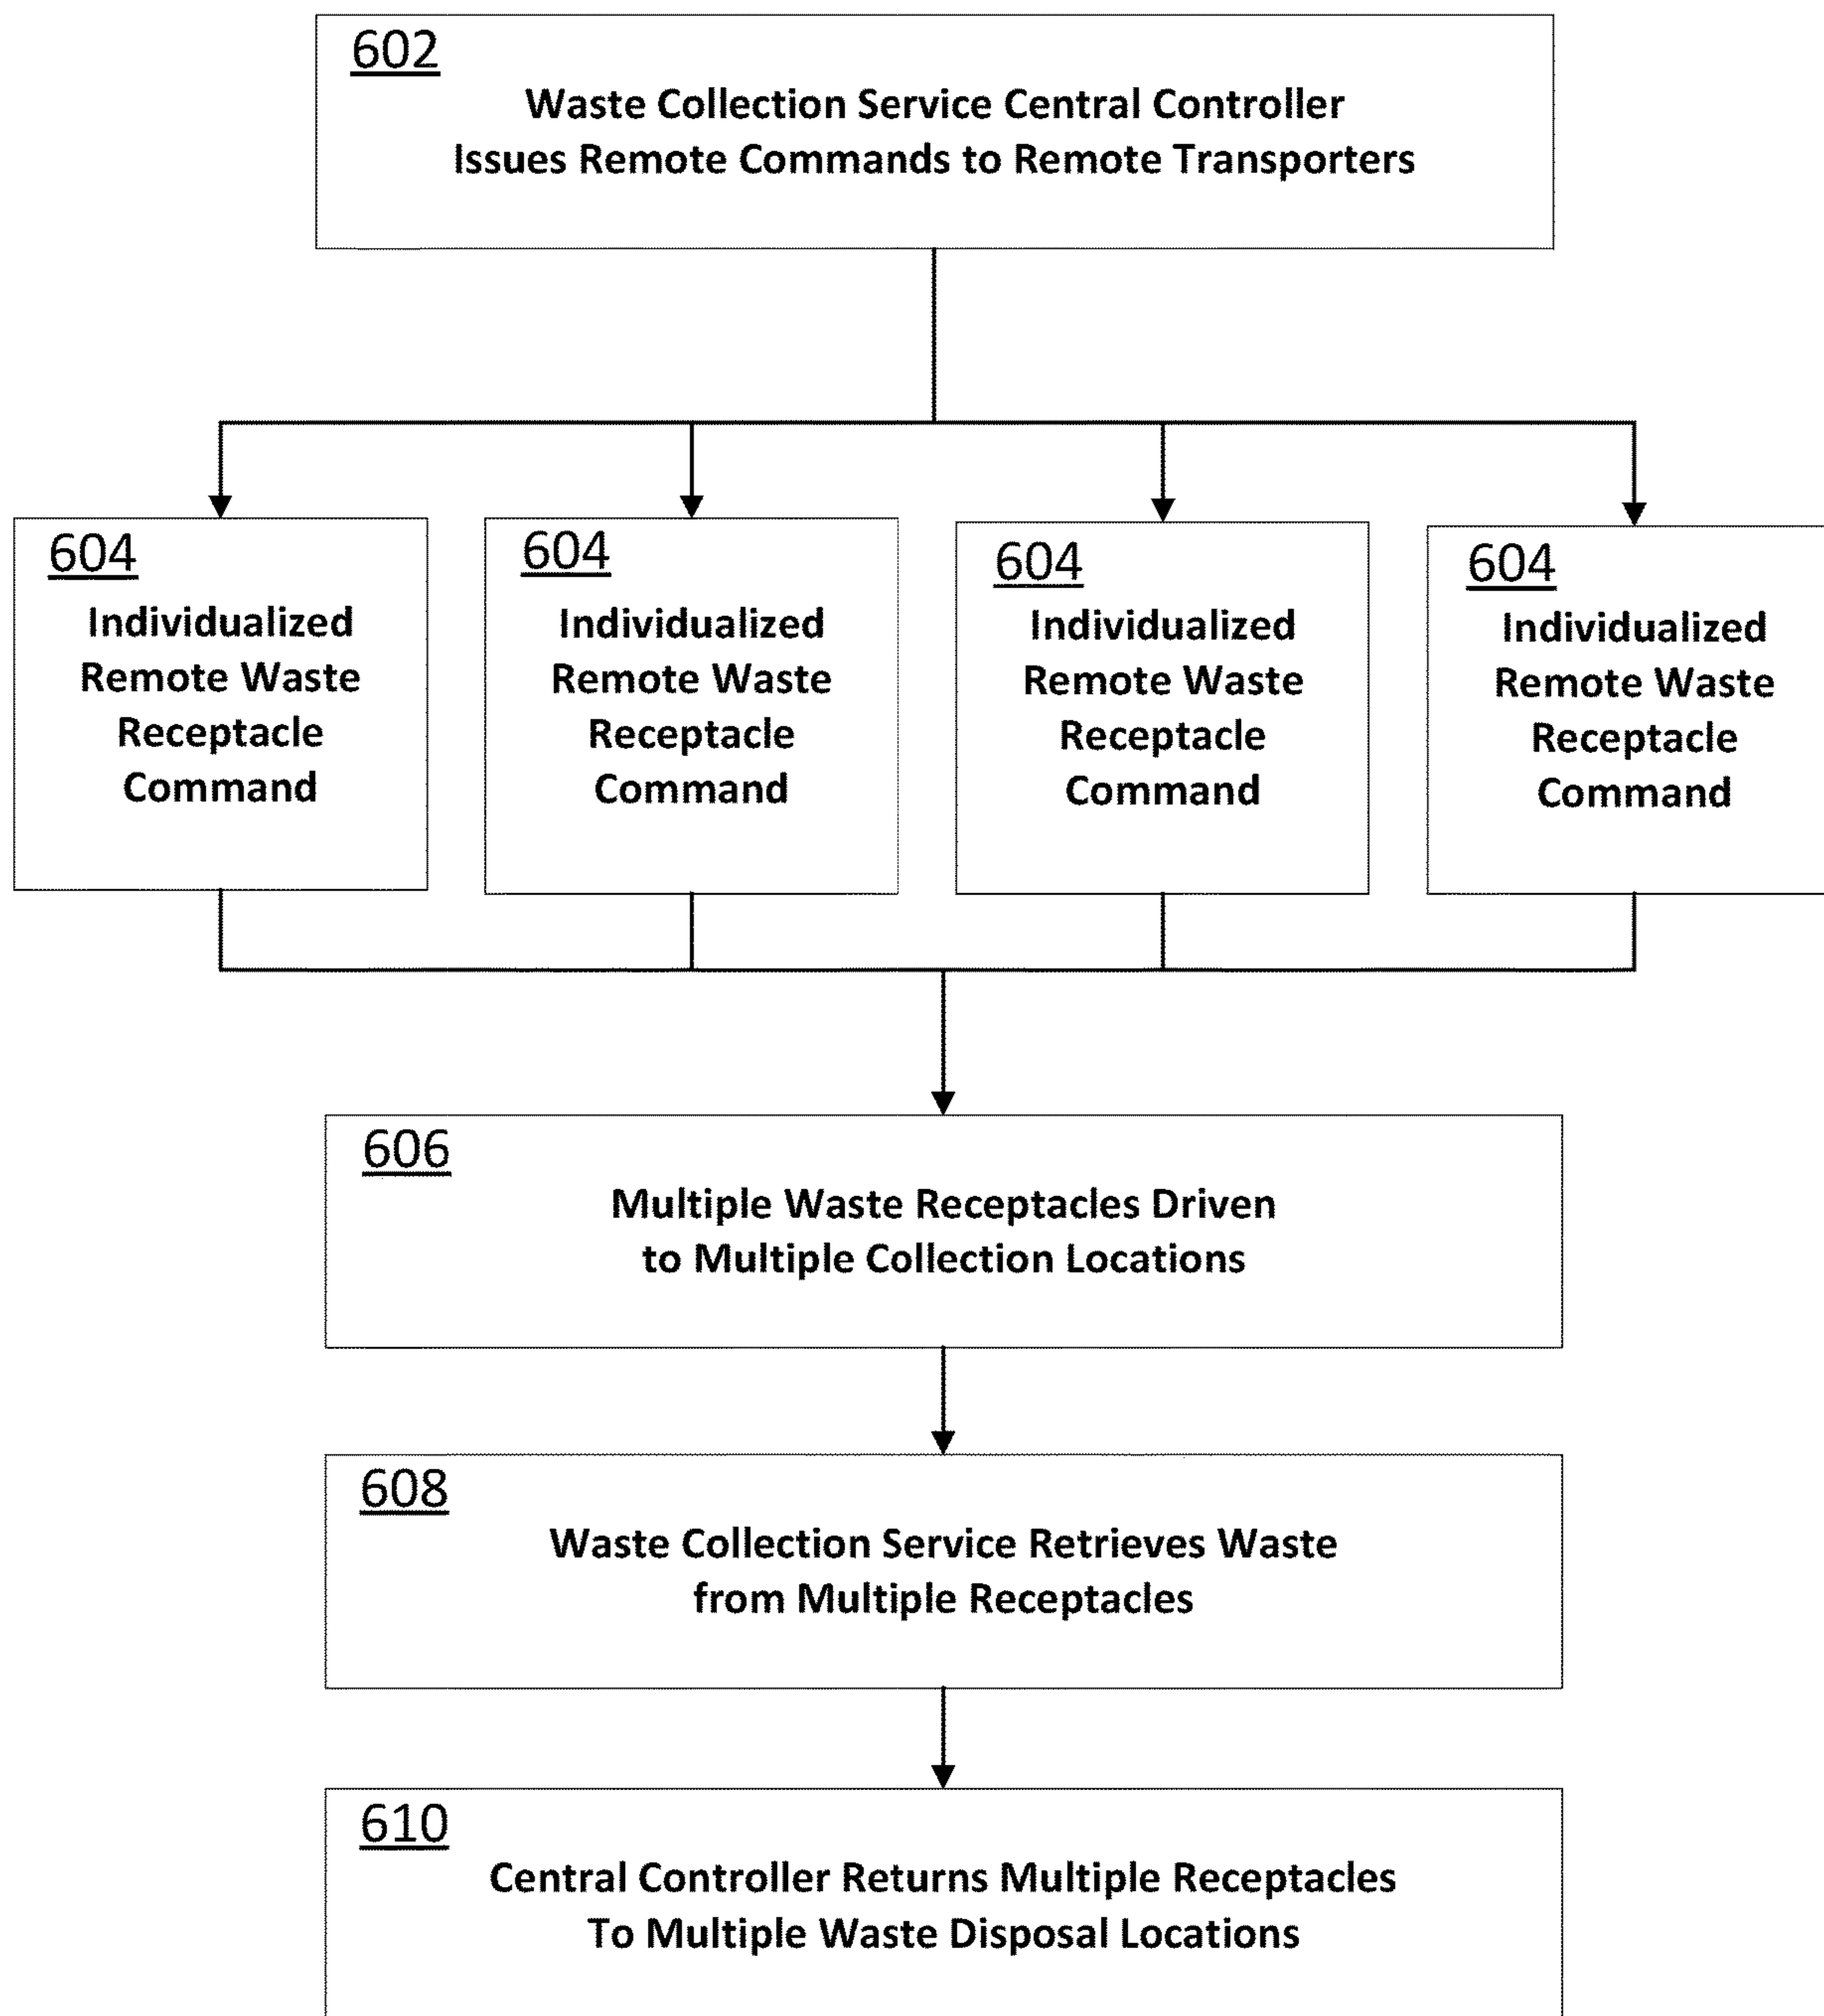 602
Waste Collection Service Central Controller
Issues Remote Commands to Remote Transporters
604
Individualized
Remote Waste
Receptacle
Command
604
Individualized
Remote Waste
Receptacle
Command
604
Individualized
Remote Waste
Receptacle
Command
604
Individualized
Remote Waste
Receptacle
Command
606
Multiple Waste Receptacles Driven
to Multiple Collection Locations
608
Waste Collection Service Retrieves Waste
from Multiple Receptacles
610
Central Controller Returns Multiple Receptacles
To Multiple Waste Disposal Locations